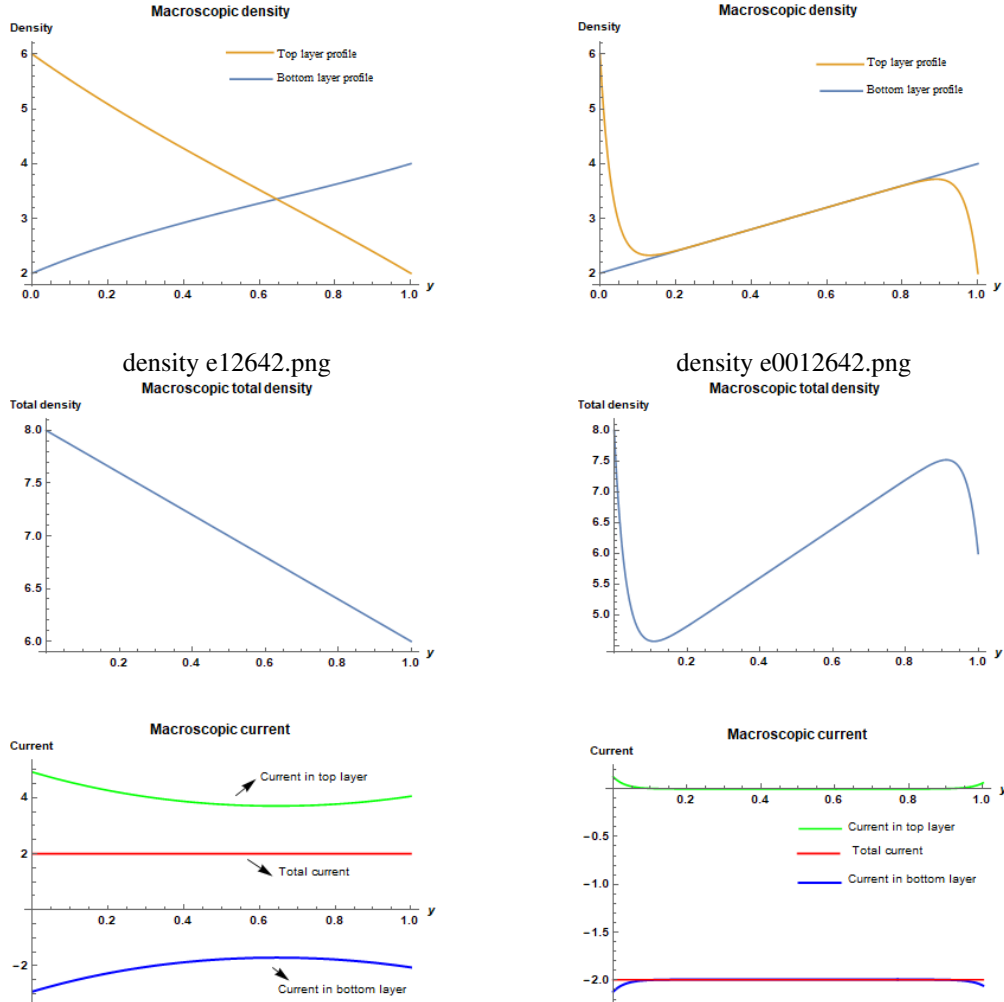 Macroscopic density
Density
Top layer profile
Bottom layer profile
6
5
4
3
2
0.0 0.2 0.4 0.6 0.8 1.0 y
density e12642.png
Macroscopic density
Density
Top layer profile
Bottom layer profile
6
5
4
3
2
0.0 0.2 0.4 0.6 0.8 1.0 y
density e0012642.png
Macroscopic total density
Total density
8.0
7.5
7.0
6.5
6.0
0.2 0.4 0.6 0.8 1.0 y
Macroscopic total density
Total density
8.0
7.5
7.0
6.5
6.0
5.5
5.0
0.2 0.4 0.6 0.8 1.0 y
Macroscopic current
Current
Current in top layer
4
2
Total current
0.2 0.4 0.6 0.8 1.0 y
-2
Current in bottom layer
Macroscopic current
Current
0.2 0.4 0.6 0.8 1.0 y
Current in top layer
Total current
Current in bottom layer
-0.5
-1.0
-1.5
-2.0